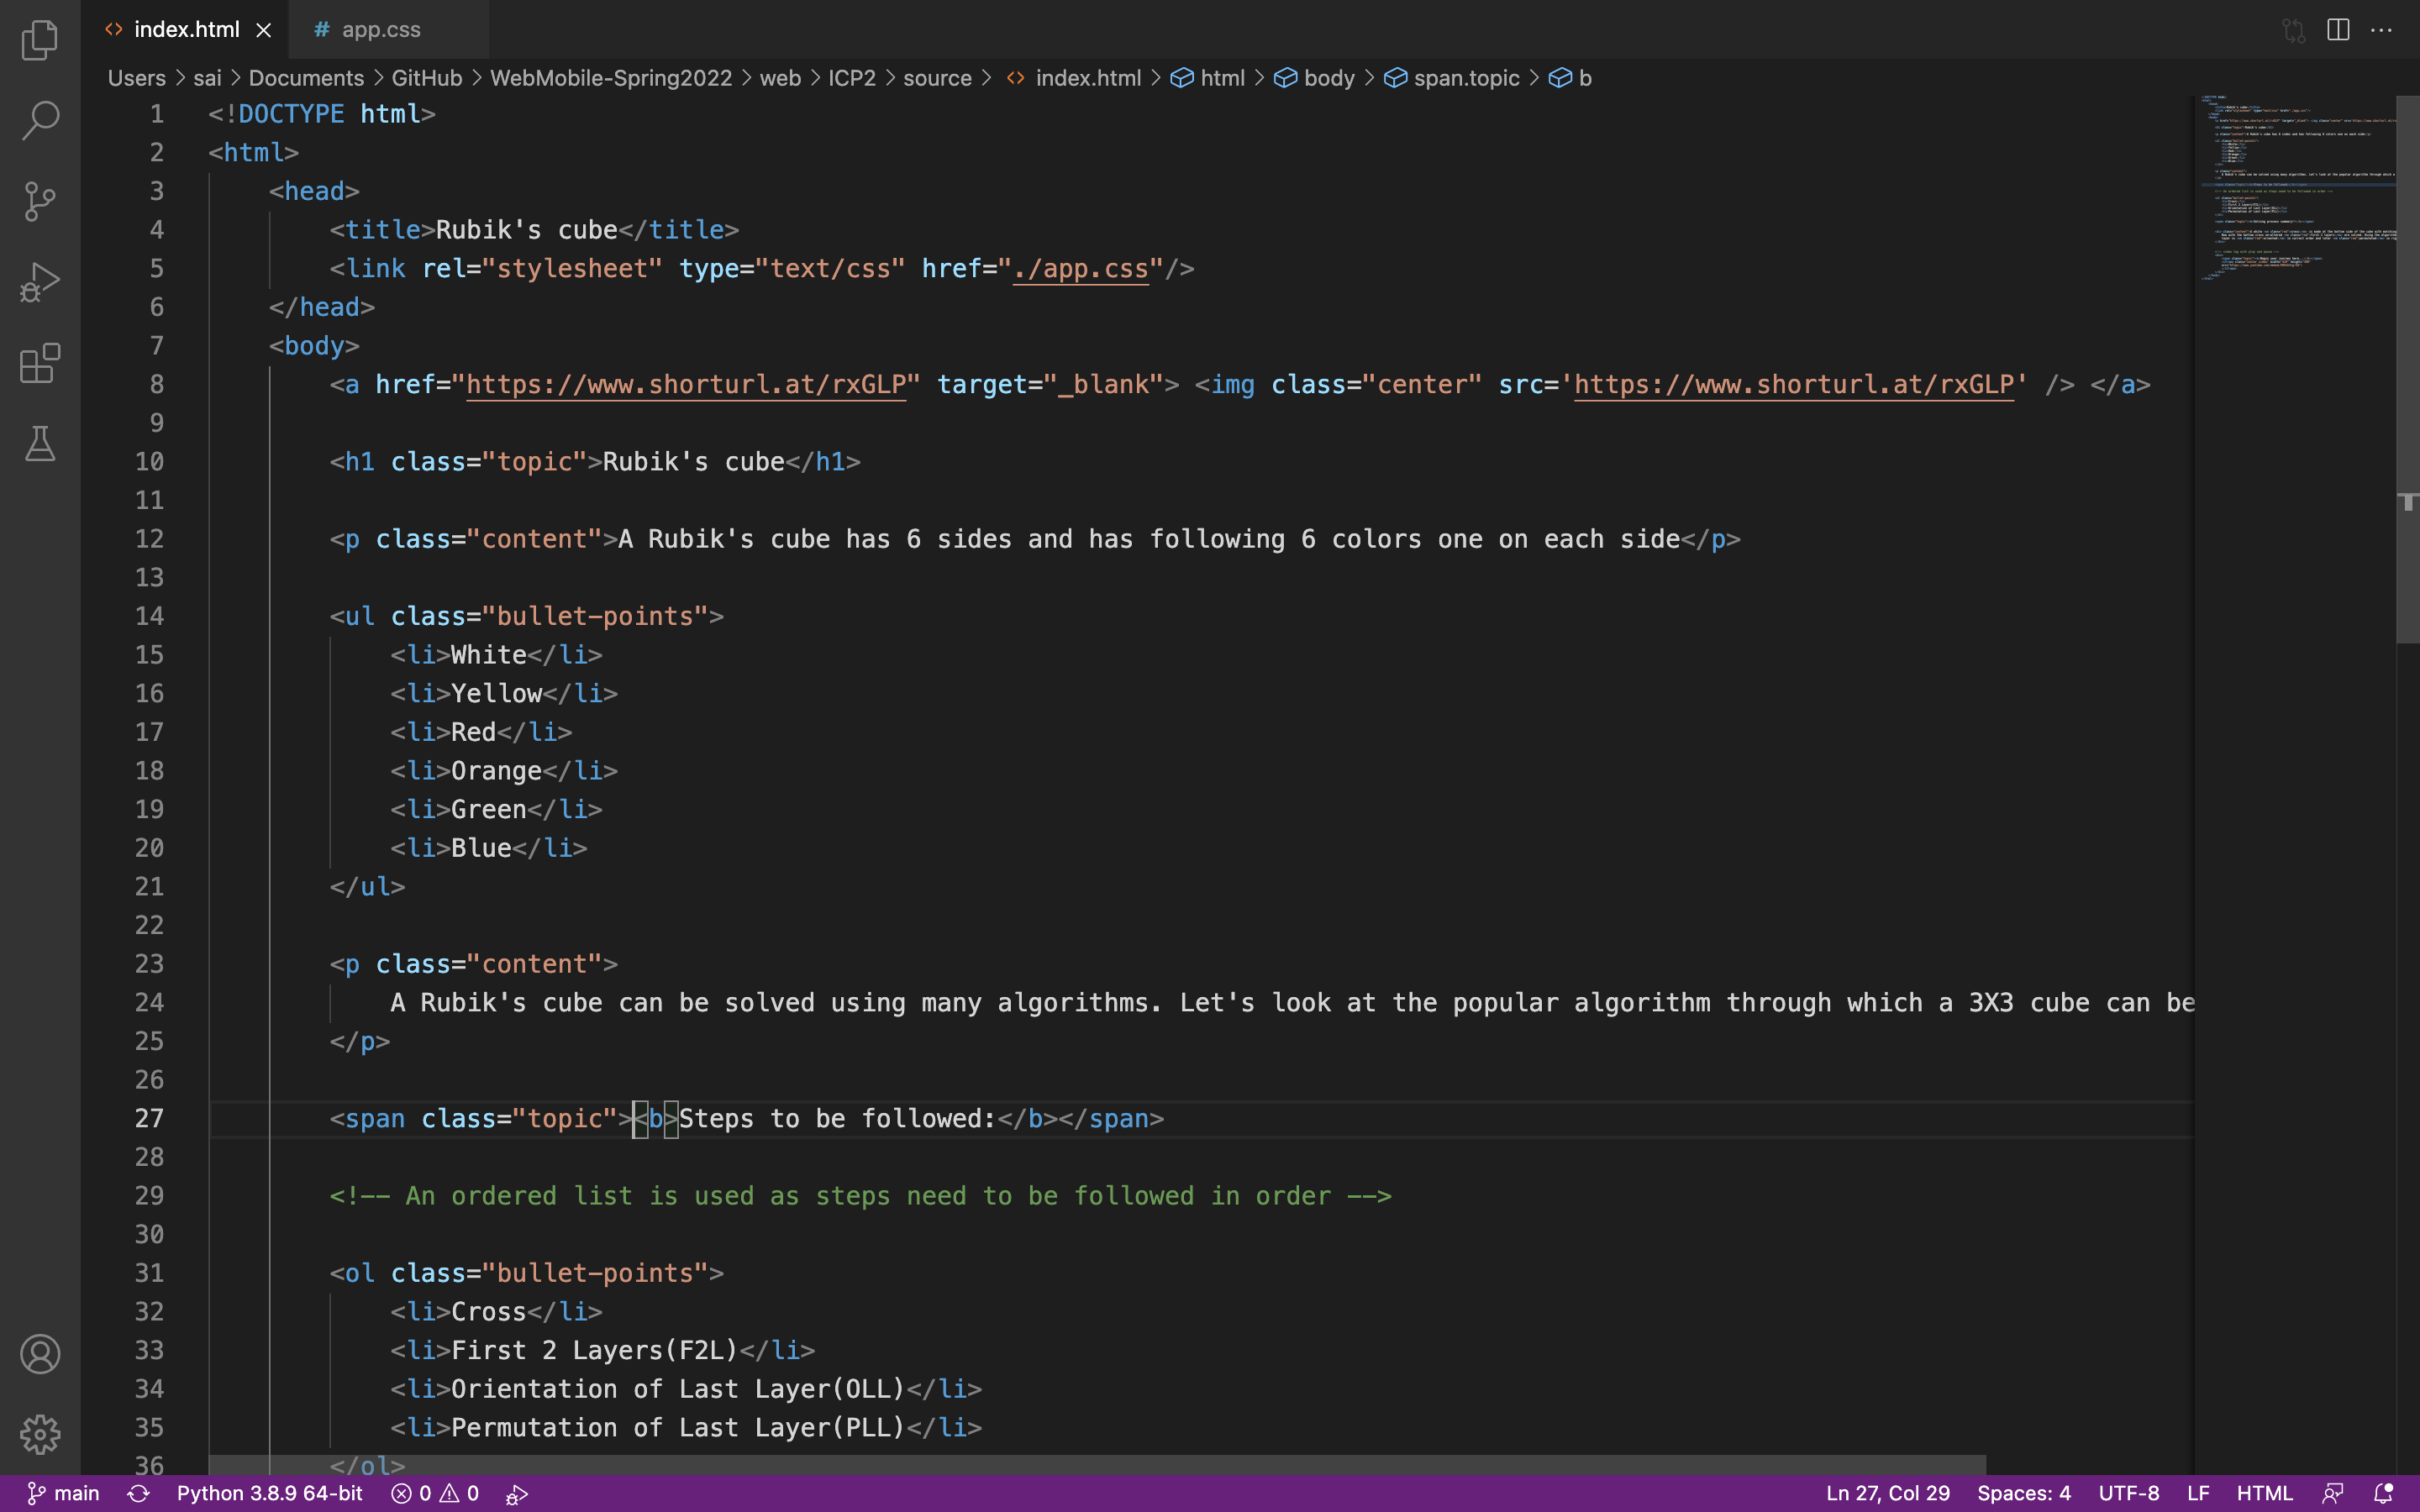 index.html
# app.css
Users > sai > Documents > GitHub > WebMobile-Spring2022 > web > ICP2 > source > index.html > html > body > span.topic > b
1 <!DOCTYPE html>
2 <html>
3 <head>
4 <title>Rubik's cube</title>
5 <link rel="stylesheet" type="text/css" href="./app.css"/>
6 </head>
7 <body>
8 <a href="https://www.shorturl.at/rxGLP" target="_blank"> <img class="center" src='https://www.shorturl.at/rxGLP' /> </a>
9
10 <h1 class="topic">Rubik's cube</h1>
11
12 <p class="content">A Rubik's cube has 6 sides and has following 6 colors one on each side</p>
13
14 <ul class="bullet-points">
15 <li>White</li>
16 <li>Yellow</li>
17 <li>Red</li>
18 <li>Orange</li>
19 <li>Green</li>
20 <li>Blue</li>
21 </ul>
22
23 <p class="content">
24 A Rubik's cube can be solved using many algorithms. Let's look at the popular algorithm through which a 3X3 cube can be
25 </p>
26
27 <span class="topic"><b>Steps to be followed:</b></span>
28
29 <!-- An ordered list is used as steps need to be followed in order -->
30
31 <ol class="bullet-points">
32 <li>Cross</li>
33 <li>First 2 Layers(F2L)</li>
34 <li>Orientation of Last Layer(OLL)</li>
35 <li>Permutation of Last Layer(PLL)</li>
36 </ol>
main Python 3.8.9 64-bit 0 0 Ln 27, Col 29 Spaces: 4 UTF-8 LF HTML